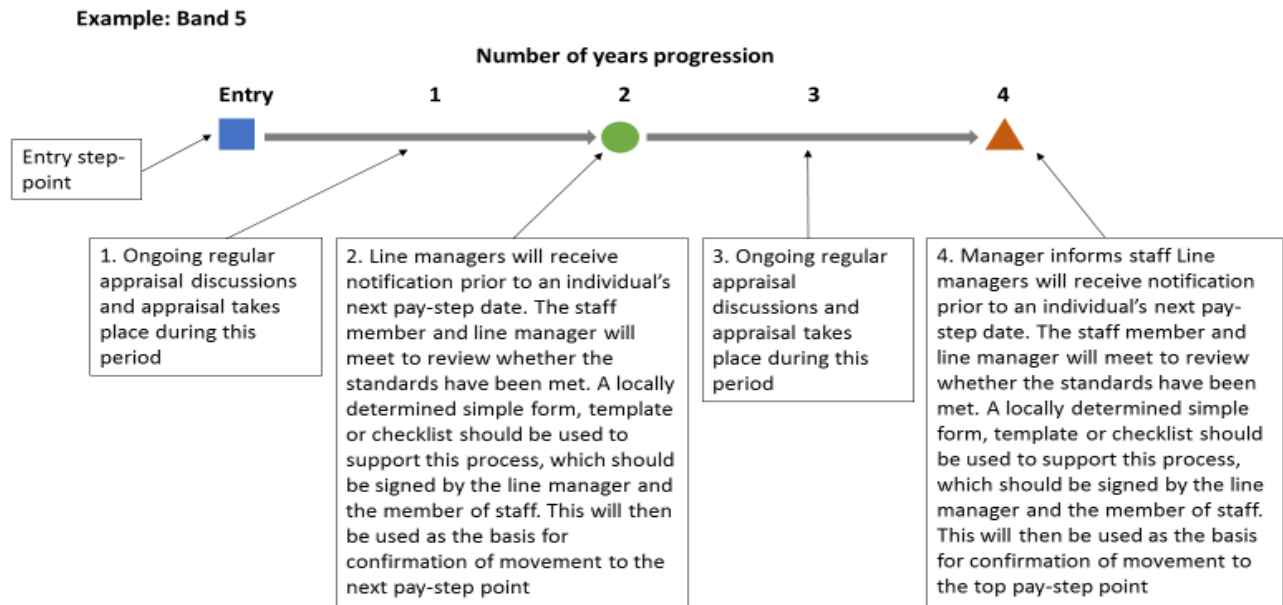 Example: Band 5
Number of years progression
Entry 1 2 3 4
Entry step-
point
1. Ongoing regular
appraisal discussions
and appraisal takes
place during this
period
2. Line managers will receive
notification prior to an individual's
next pay-step date. The staff
member and line manager will
meet to review whether the
standards have been met. A locally
determined simple form, template
or checklist should be used to
support this process, which should
be signed by the line manager and
the member of staff. This will then
be used as the basis for
confirmation of movement to the
next pay-step point
3. Ongoing regular
appraisal
discussions and
appraisal takes
place during this
period
4. Manager informs staff Line
managers will receive notification
prior to an individual's next pay-
step date. The staff member and
line manager will meet to review
whether the standards have been
met. A locally determined simple
form, template or checklist should
be used to support this process,
which should be signed by the line
manager and the member of staff.
This will then be used as the basis
for confirmation of movement to
the top pay-step point